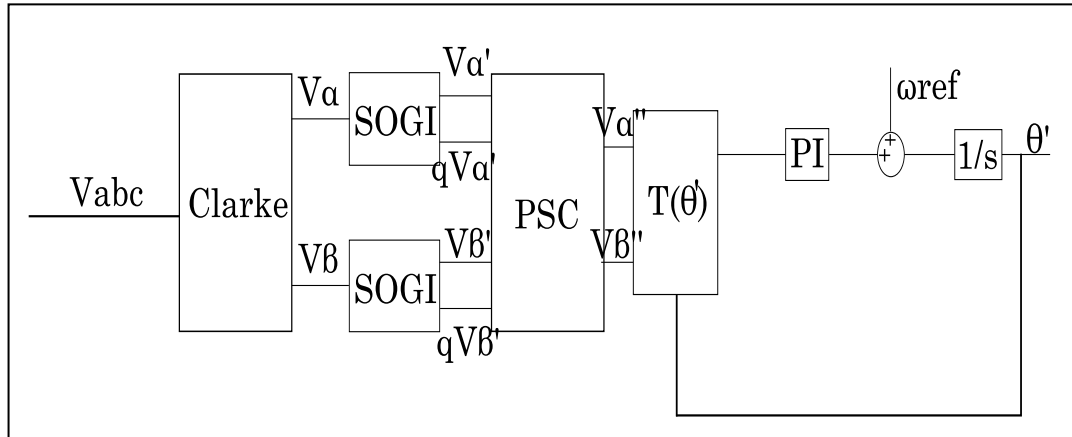 Vabc
Clarke
Vα
Vβ
SOGI
SOGI
Vα'
qVα'
Vβ'
qVβ'
PSC
Vα''
Vβ''
T(θ')
PI
ωref
+
+
1/s
θ'